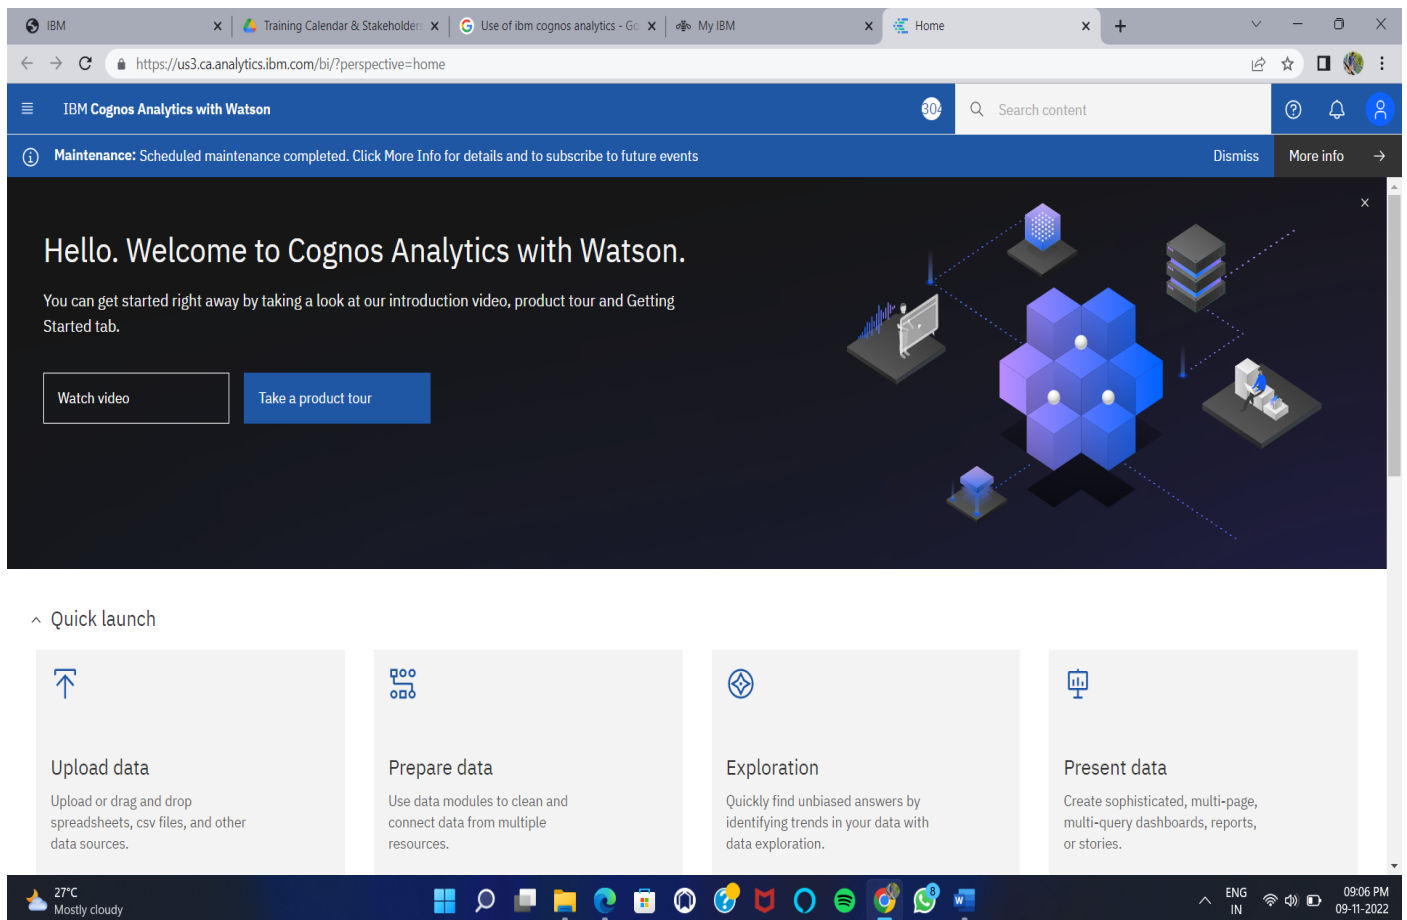 IBM
Training Calendar & Stakeholder
Use of ibm cognos analytics - Go
My IBM
Home
https://us3.ca.analytics.ibm.com/bi/?perspective=home
IBM Cognos Analytics with Watson
304
Search content
Maintenance: Scheduled maintenance completed. Click More Info for details and to subscribe to future events
Dismiss
More info
Hello. Welcome to Cognos Analytics with Watson.
You can get started right away by taking a look at our introduction video, product tour and Getting
Started tab.
Watch video
Take a product tour
Quick launch
Upload data
Upload or drag and drop
spreadsheets, csv files, and other
data sources.
Prepare data
Use data modules to clean and
connect data from multiple
resources.
Exploration
Quickly find unbiased answers by
identifying trends in your data with
data exploration.
Present data
Create sophisticated, multi-page,
multi-query dashboards, reports,
or stories.
27°C
Mostly cloudy
8
ENG
IN
09:06 PM
09-11-2022